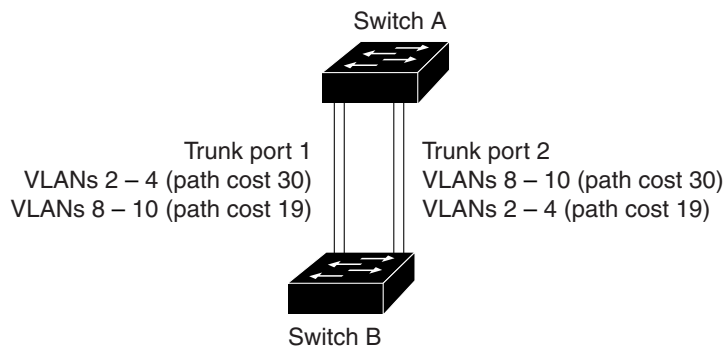 Switch A
Trunk port 1
VLANs 2 – 4 (path cost 30)
VLANs 8 – 10 (path cost 19)
Trunk port 2
VLANs 8 – 10 (path cost 30)
VLANs 2 – 4 (path cost 19)
Switch B